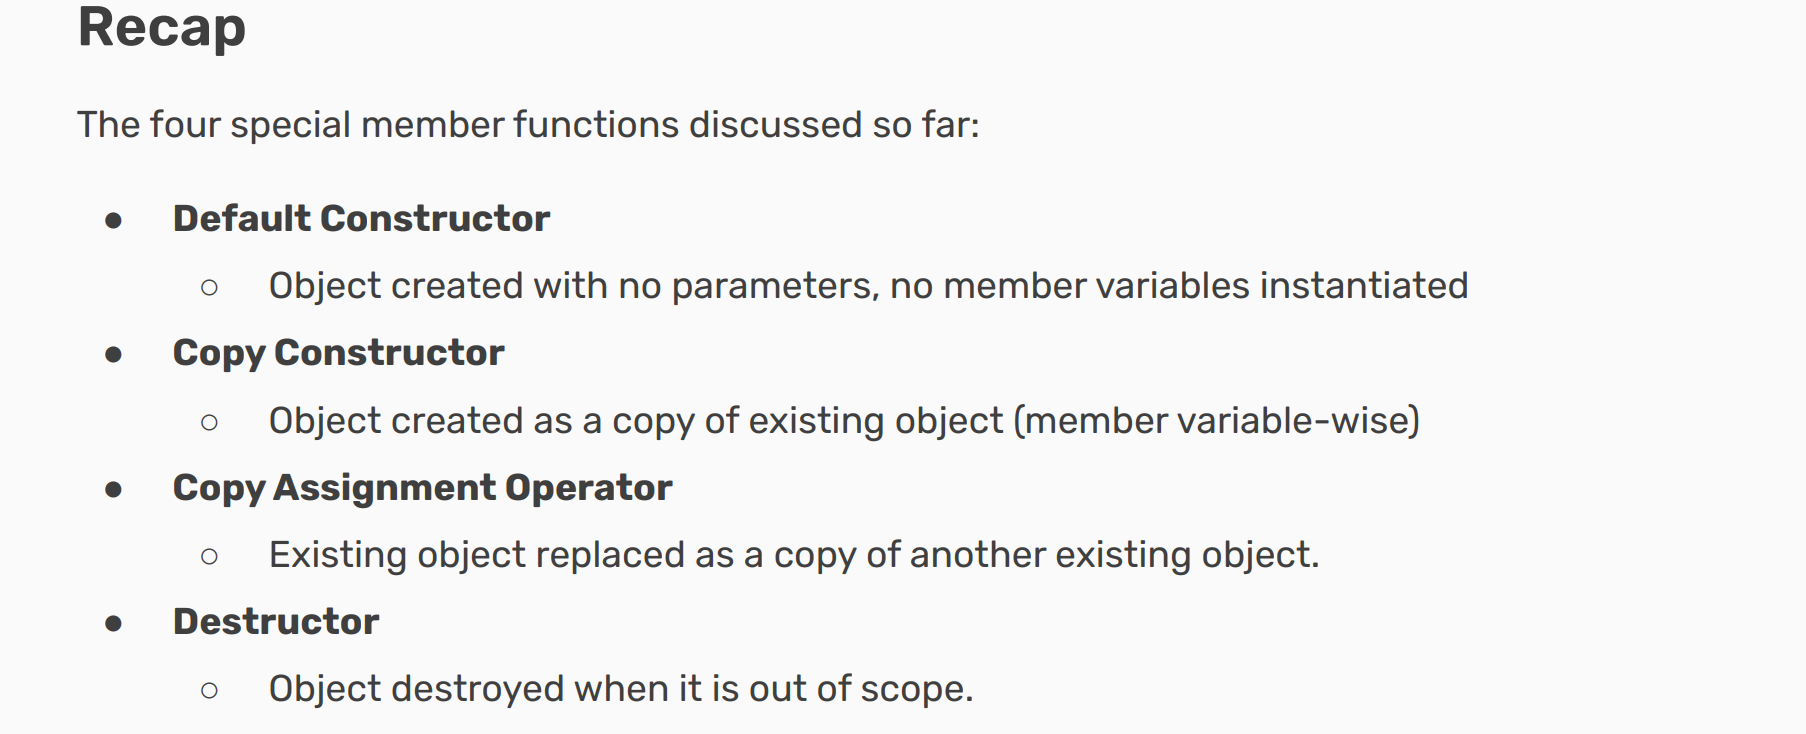 Recap
The four special member functions discussed so far:
● Default Constructor
○ Object created with no parameters, no member variables instantiated
● Copy Constructor
○ Object created as a copy of existing object (member variable-wise)
● Copy Assignment Operator
○ Existing object replaced as a copy of another existing object.
● Destructor
○ Object destroyed when it is out of scope.